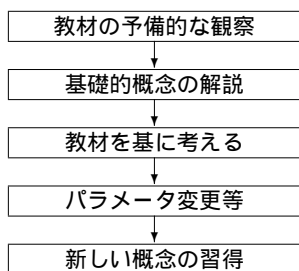 教材の予備的な観察
基礎的概念の解説
教材を基に考える
パラメータ変更等
新しい概念の習得